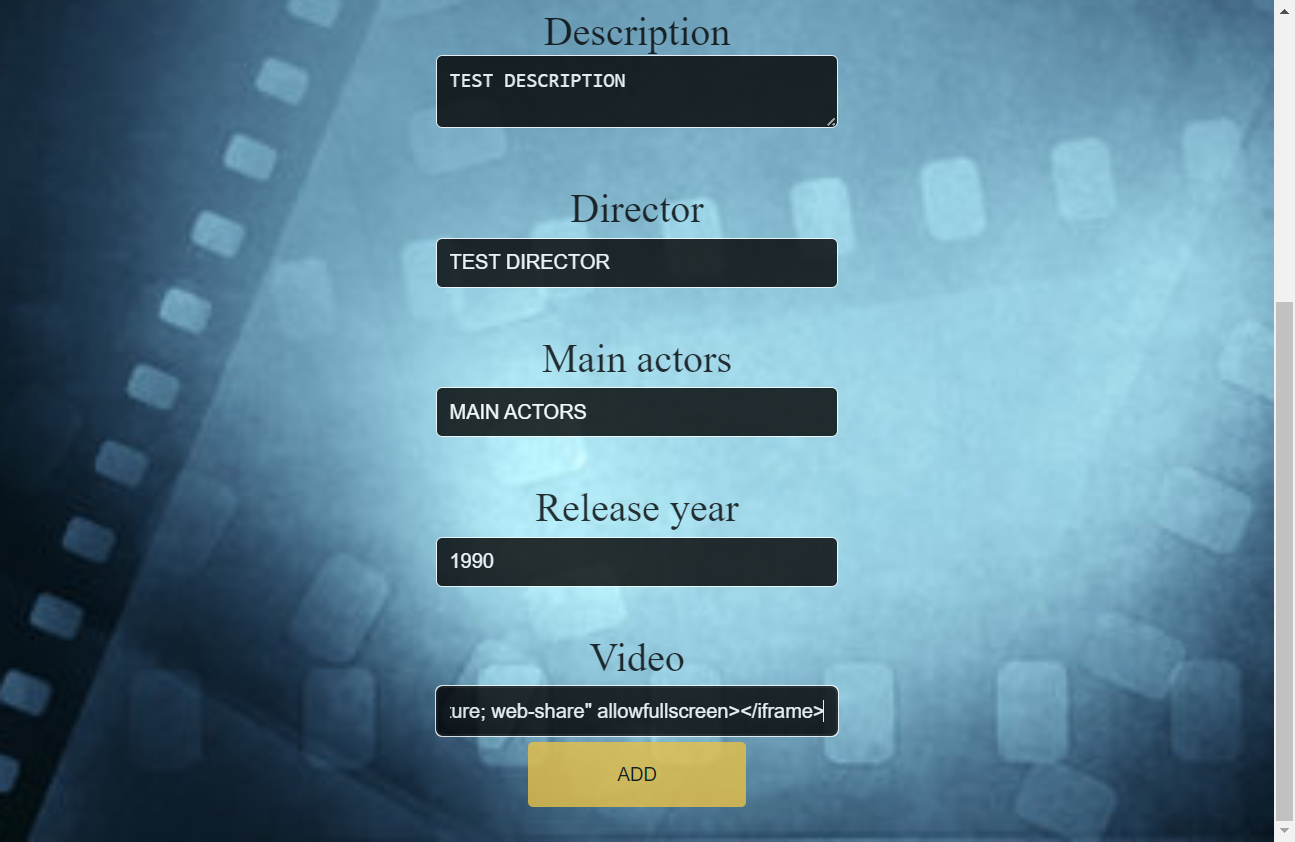 Description
TEST DESCRIPTION
Director
TEST DIRECTOR
Main actors
MAIN ACTORS
Release year
1990
Video
ture; web-share" allowfullscreen></iframe>
ADD